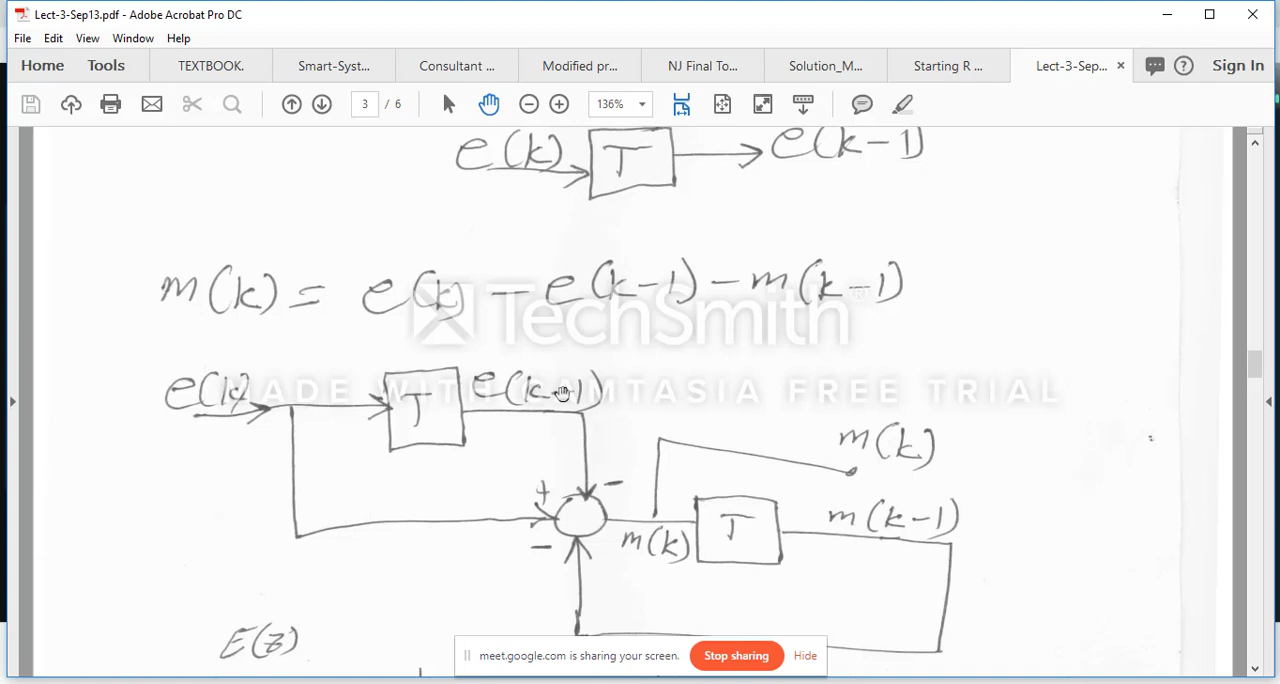 Lect-3-Sep13.pdf - Adobe Acrobat Pro DC
File Edit View Window Help
Home Tools TEXTBOOK. Smart-Syst... Consultant ... Modified pr... NJ Final To... Solution_M... Starting R ... Lect-3-Sep... × Sign In
3 / 6 136%
e(k) T e(k-1)
m(k) = e(k) - e(k-1) - m(k-1)
TechSmith
MADE WITH CAMTASIA FREE TRIAL
e(k) T e(k-1)
m(k)
+ -
T m(k-1)
- m(k)
E(z)
meet.google.com is sharing your screen. Stop sharing Hide